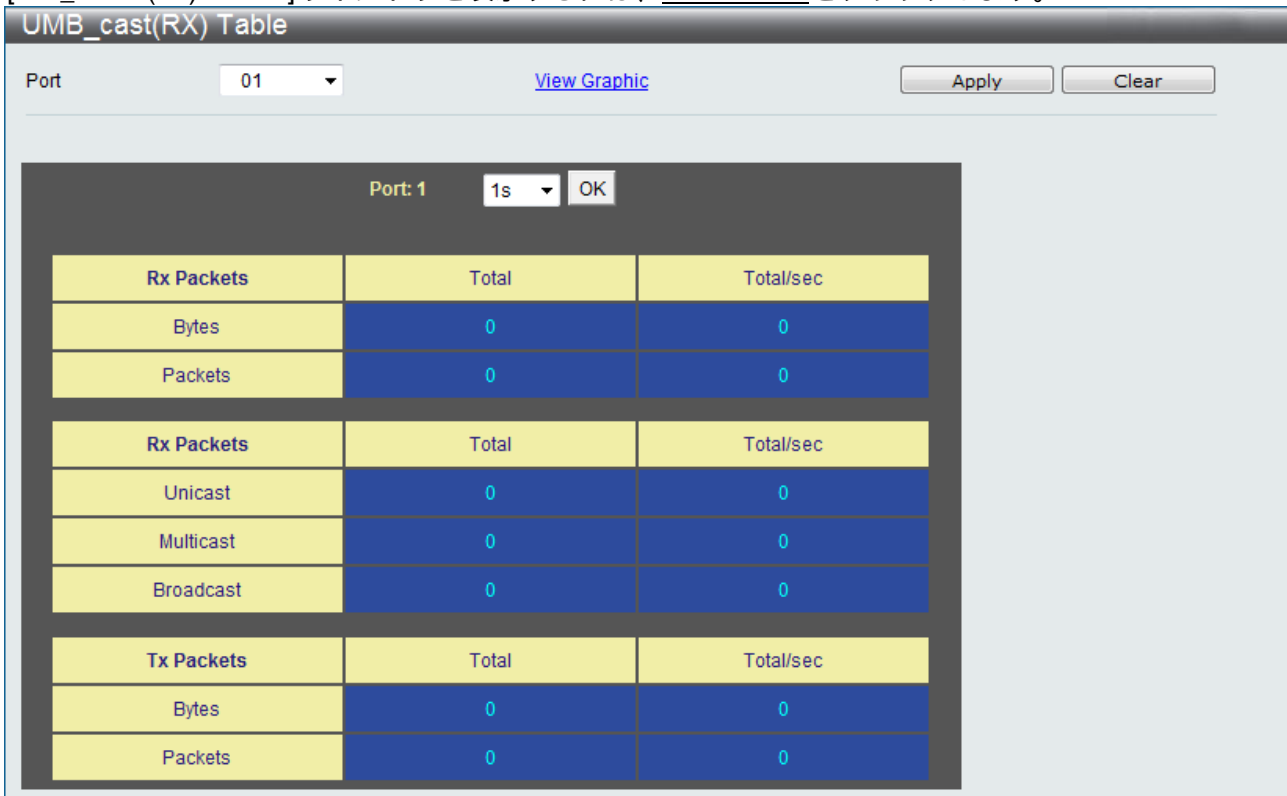 UMB_cast(RX) Table
Port 01 View Graphic Apply Clear
Port: 1 1s OK
Rx Packets Total Total/sec
Bytes 0 0
Packets 0 0
Rx Packets Total Total/sec
Unicast 0 0
Multicast 0 0
Broadcast 0 0
Tx Packets Total Total/sec
Bytes 0 0
Packets 0 0